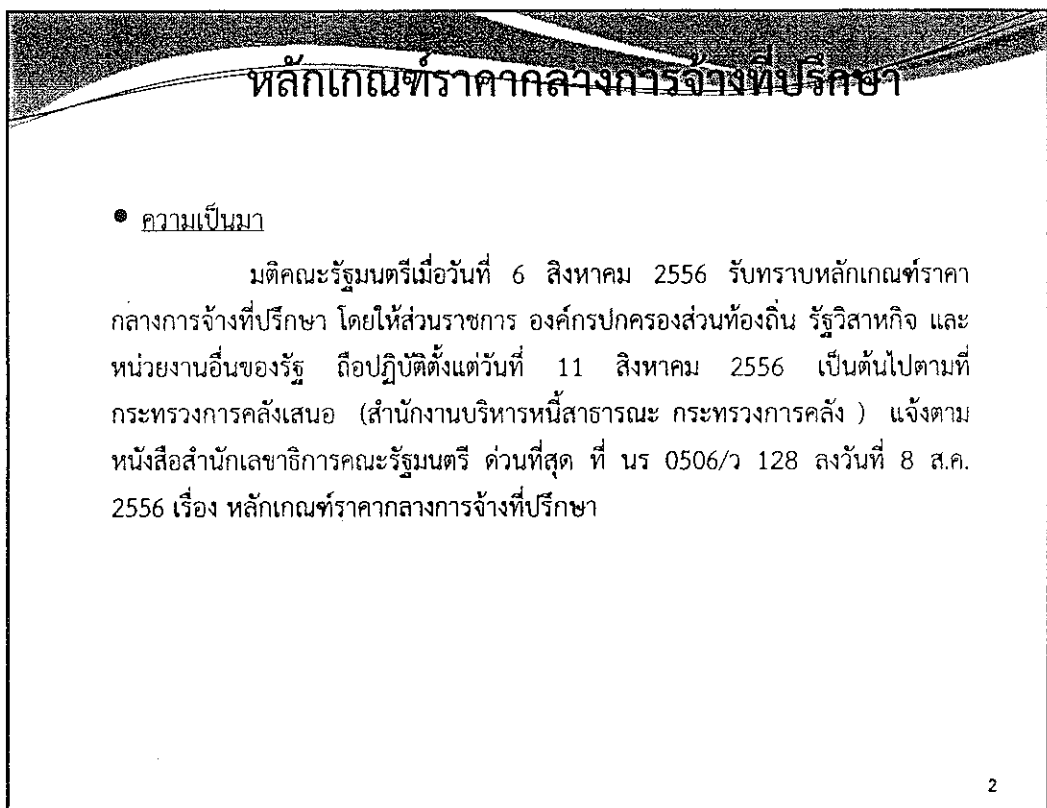 หลักเกณฑ์ราคากลางการจ้างที่ปรึกษา
• ความเป็นมา
มติคณะรัฐมนตรีเมื่อวันที่ 6 สิงหาคม 2556 รับทราบหลักเกณฑ์ราคา
กลางการจ้างที่ปรึกษา โดยให้ส่วนราชการ องค์กรปกครองส่วนท้องถิ่น รัฐวิสาหกิจ และ
หน่วยงานอื่นของรัฐ ถือปฏิบัติตั้งแต่วันที่ 11 สิงหาคม 2556 เป็นต้นไปตามที่
กระทรวงการคลังเสนอ (สำนักงานบริหารหนี้สาธารณะ กระทรวงการคลัง ) แจ้งตาม
หนังสือสำนักเลขาธิการคณะรัฐมนตรี ด่วนที่สุด ที่ นร 0506/ว 128 ลงวันที่ 8 ส.ค.
2556 เรื่อง หลักเกณฑ์ราคากลางการจ้างที่ปรึกษา
2